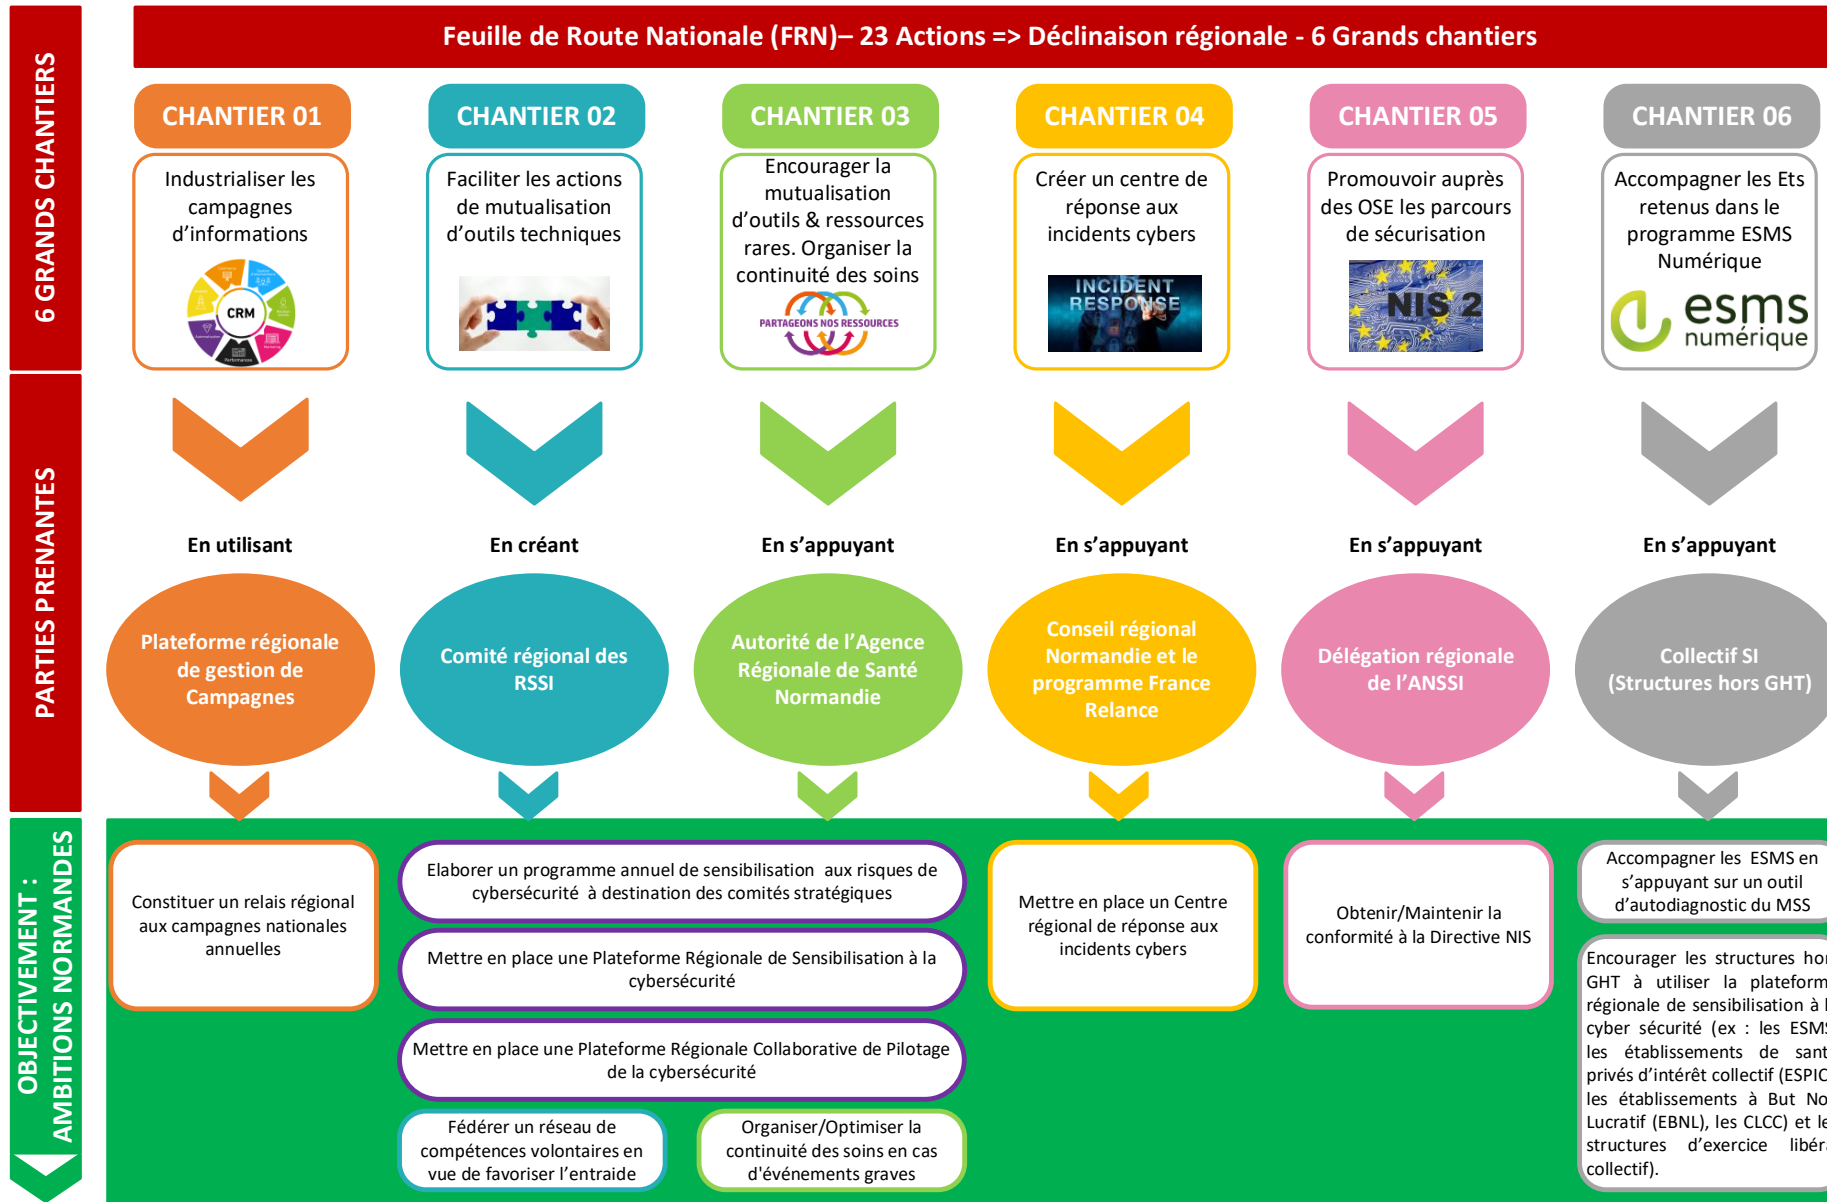 Feuille de Route Nationale (FRN)– 23 Actions => Déclinaison régionale - 6 Grands chantiers
6 GRANDS CHANTIERS
CHANTIER 01
Industrialiser les
campagnes
d’informations
CRM
CHANTIER 02
Faciliter les actions
de mutualisation
d’outils techniques
CHANTIER 03
Encourager la
mutualisation
d’outils & ressources
rares. Organiser la
continuité des soins
PARTAGEONS NOS RESSOURCES
CHANTIER 04
Créer un centre de
réponse aux
incidents cybers
INCIDENT
RESPONSE
CHANTIER 05
Promouvoir auprès
des OSE les parcours
de sécurisation
NIS 2
CHANTIER 06
Accompagner les Ets
retenus dans le
programme ESMS
Numérique
esms
numérique
PARTIES PRENANTES
En utilisant
Plateforme régionale
de gestion de
Campagnes
En créant
Comité régional des
RSSI
En s’appuyant
Autorité de l’Agence
Régionale de Santé
Normandie
En s’appuyant
Conseil régional
Normandie et le
programme France
Relance
En s’appuyant
Délégation régionale
de l’ANSSI
En s’appuyant
Collectif SI
(Structures hors GHT)
OBJECTIVEMENT :
AMBITIONS NORMANDES
Constituer un relais régional
aux campagnes nationales
annuelles
Elaborer un programme annuel de sensibilisation aux risques de
cybersécurité à destination des comités stratégiques
Mettre en place une Plateforme Régionale de Sensibilisation à la
cybersécurité
Mettre en place une Plateforme Régionale Collaborative de Pilotage
de la cybersécurité
Fédérer un réseau de
compétences volontaires en
vue de favoriser l’entraide
Organiser/Optimiser la
continuité des soins en cas
d'événements graves
Mettre en place un Centre
régional de réponse aux
incidents cybers
Obtenir/Maintenir la
conformité à la Directive NIS
Accompagner les ESMS en
s’appuyant sur un outil
d’autodiagnostic du MSS
Encourager les structures hor
GHT à utiliser la plateform
régionale de sensibilisation à l
cyber sécurité (ex : les ESMS
les établissements de sant
privés d’intérêt collectif (ESPIC
les établissements à But No
Lucratif (EBNL), les CLCC) et le
structures d’exercice libéra
collectif).